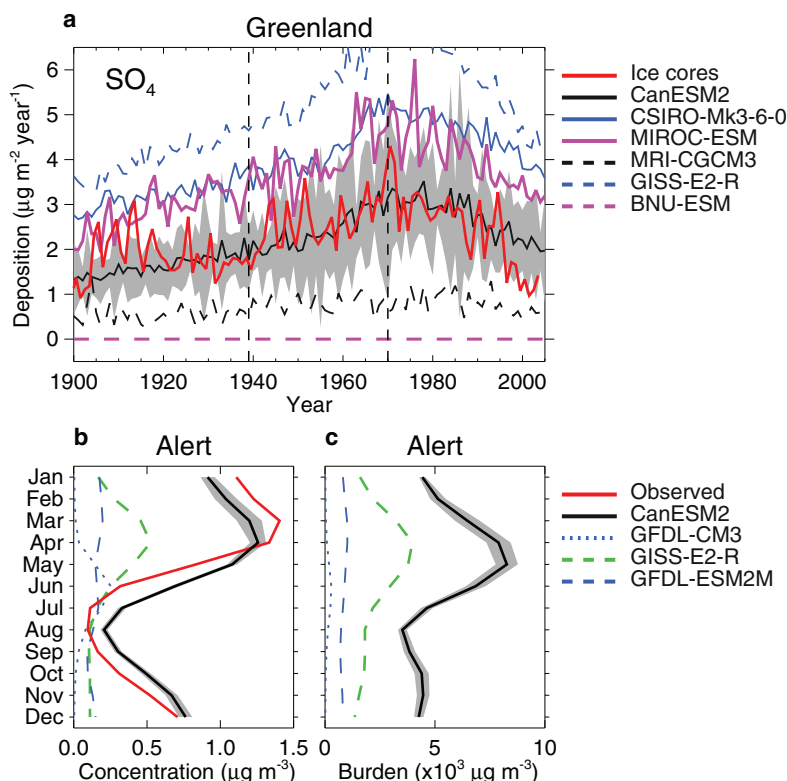 a
Greenland
SO4
Deposition (μg m-2 year-1)
6
5
4
3
2
1
0
1900 1920 1940 1960 1980 2000
Year
Ice cores
CanESM2
CSIRO-Mk3-6-0
MIROC-ESM
MRI-CGCM3
GISS-E2-R
BNU-ESM
b
Alert
Jan
Feb
Mar
Apr
May
Jun
Jul
Aug
Sep
Oct
Nov
Dec
0.0 0.5 1.0 1.5
Concentration (μg m-3)
c
Alert
0 5 10
Burden (x103 μg m-3)
Observed
CanESM2
GFDL-CM3
GISS-E2-R
GFDL-ESM2M